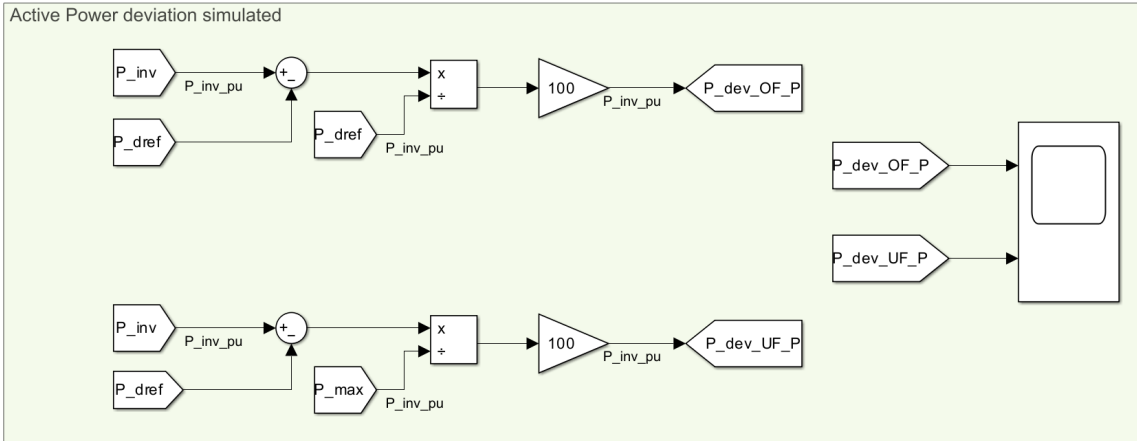 Active Power deviation simulated
P_inv
P_inv_pu
+
_
x
÷
100
P_inv_pu
P_dev_OF_P
P_dref
P_dref
P_inv_pu
P_dev_OF_P
P_dev_UF_P
P_inv
P_inv_pu
+
_
x
÷
100
P_inv_pu
P_dev_UF_P
P_dref
P_max
P_inv_pu